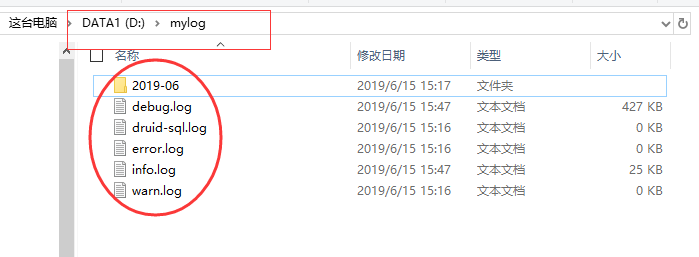 这台电脑 > DATA1 (D:) > mylog
名称 修改日期 类型 大小
2019-06 2019/6/15 15:17 文件夹
debug.log 2019/6/15 15:47 文本文档 427 KB
druid-sql.log 2019/6/15 15:16 文本文档 0 KB
error.log 2019/6/15 15:16 文本文档 0 KB
info.log 2019/6/15 15:47 文本文档 25 KB
warn.log 2019/6/15 15:16 文本文档 0 KB